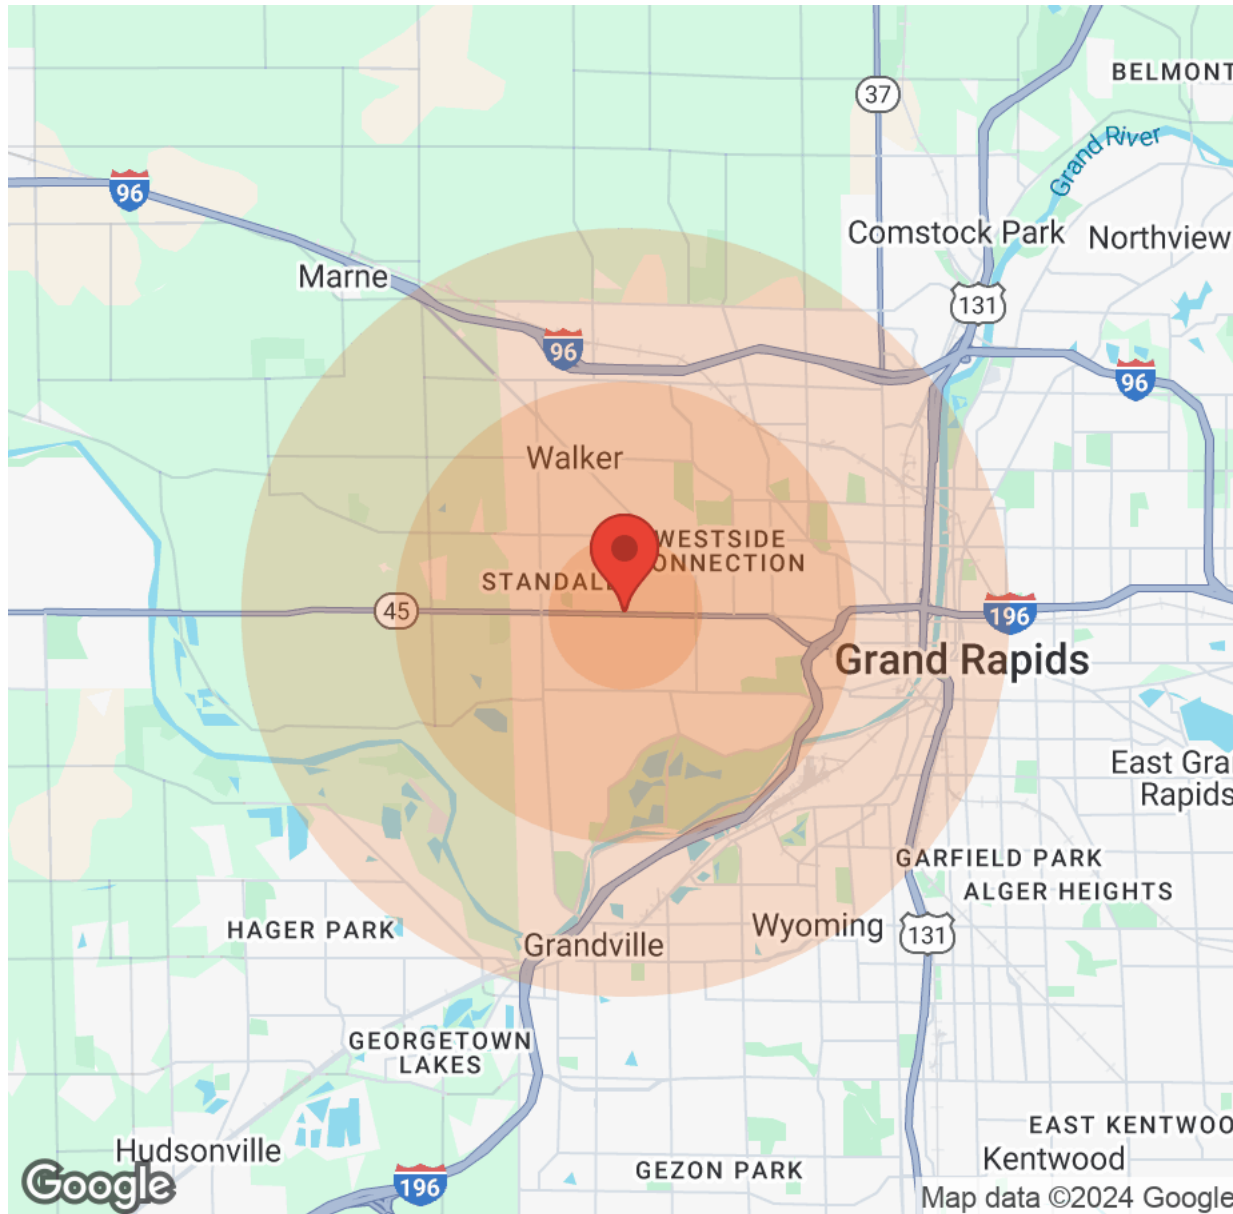 BELMONT
37
Grand River
96
Comstock Park
Northview
Marne
131
96
96
Walker
WESTSIDE
CONNECTION
STANDALE
45
196
Grand Rapids
East Gra
Rapids
GARFIELD PARK
ALGER HEIGHTS
HAGER PARK
Wyoming
131
Grandville
GEORGETOWN
LAKES
EAST KENTWOO
Hudsonville
Kentwood
GEZON PARK
Google
196
Map data ©2024 Google